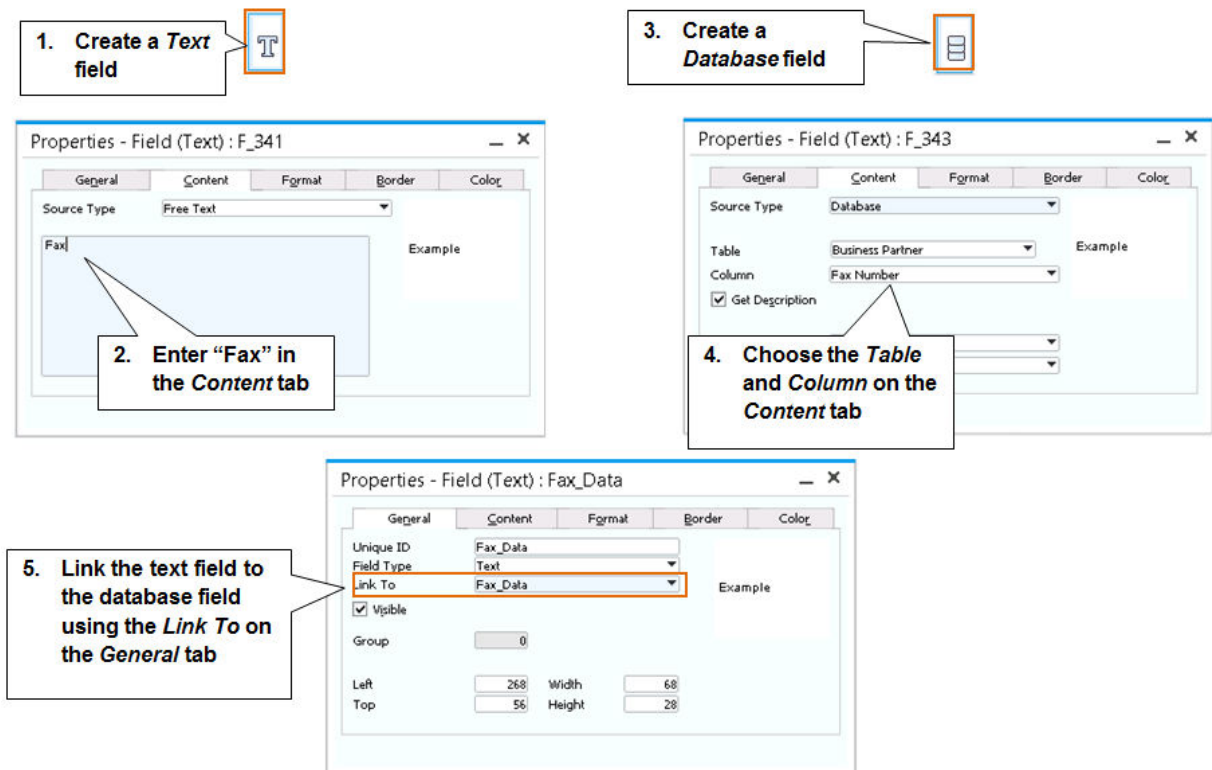 1. Create a Text
field
T
3. Create a
Database field
Properties - Field (Text) : F_341
General Content Format Border Color
Source Type Free Text
Fax
Example
2. Enter “Fax” in
the Content tab
Properties - Field (Text) : F_343
General Content Format Border Color
Source Type Database
Table Business Partner Example
Column Fax Number
Get Description
4. Choose the Table
and Column on the
Content tab
Properties - Field (Text) : Fax_Data
General Content Format Border Color
Unique ID Fax_Data
Field Type Text
Link To Fax_Data Example
Visible
Group 0
Left 268 Width 68
Top 56 Height 28
5. Link the text field to
the database field
using the Link To on
the General tab